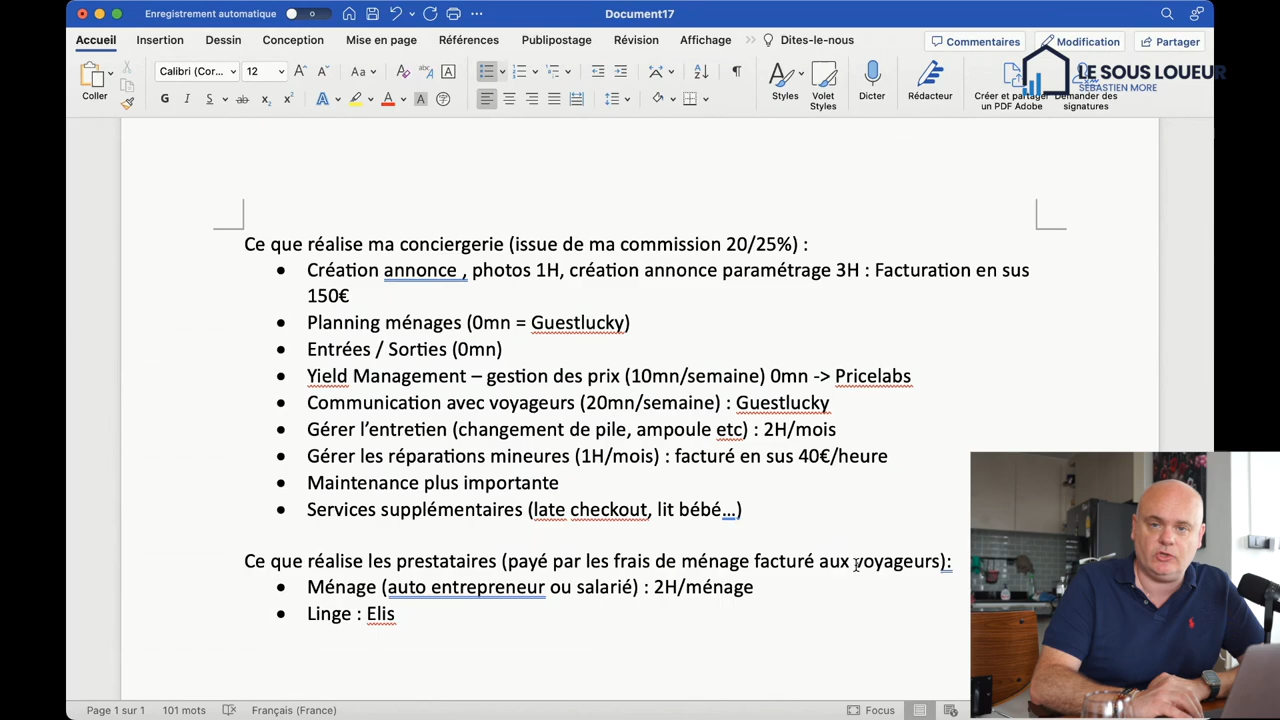 Enregistrement automatique
Document17
Accueil Insertion Dessin Conception Mise en page Références Publipostage Révision Affichage Dites-le-nous
Commentaires Modification Partager
Coller
Calibri (Cor... 12
Styles Volet Styles Dicter Rédacteur Créer et partager un PDF Adobe Demander des signatures
LE SOUS LOUEUR
SÉBASTIEN MORE
Ce que réalise ma conciergerie (issue de ma commission 20/25%) :
• Création annonce , photos 1H, création annonce paramétrage 3H : Facturation en sus
150€
• Planning ménages (0mn = Guestlucky)
• Entrées / Sorties (0mn)
• Yield Management – gestion des prix (10mn/semaine) 0mn -> Pricelabs
• Communication avec voyageurs (20mn/semaine) : Guestlucky
• Gérer l’entretien (changement de pile, ampoule etc) : 2H/mois
• Gérer les réparations mineures (1H/mois) : facturé en sus 40€/heure
• Maintenance plus importante
• Services supplémentaires (late checkout, lit bébé…)
Ce que réalise les prestataires (payé par les frais de ménage facturé aux voyageurs):
• Ménage (auto entrepreneur ou salarié) : 2H/ménage
• Linge : Elis
Page 1 sur 1 101 mots Français (France) Focus